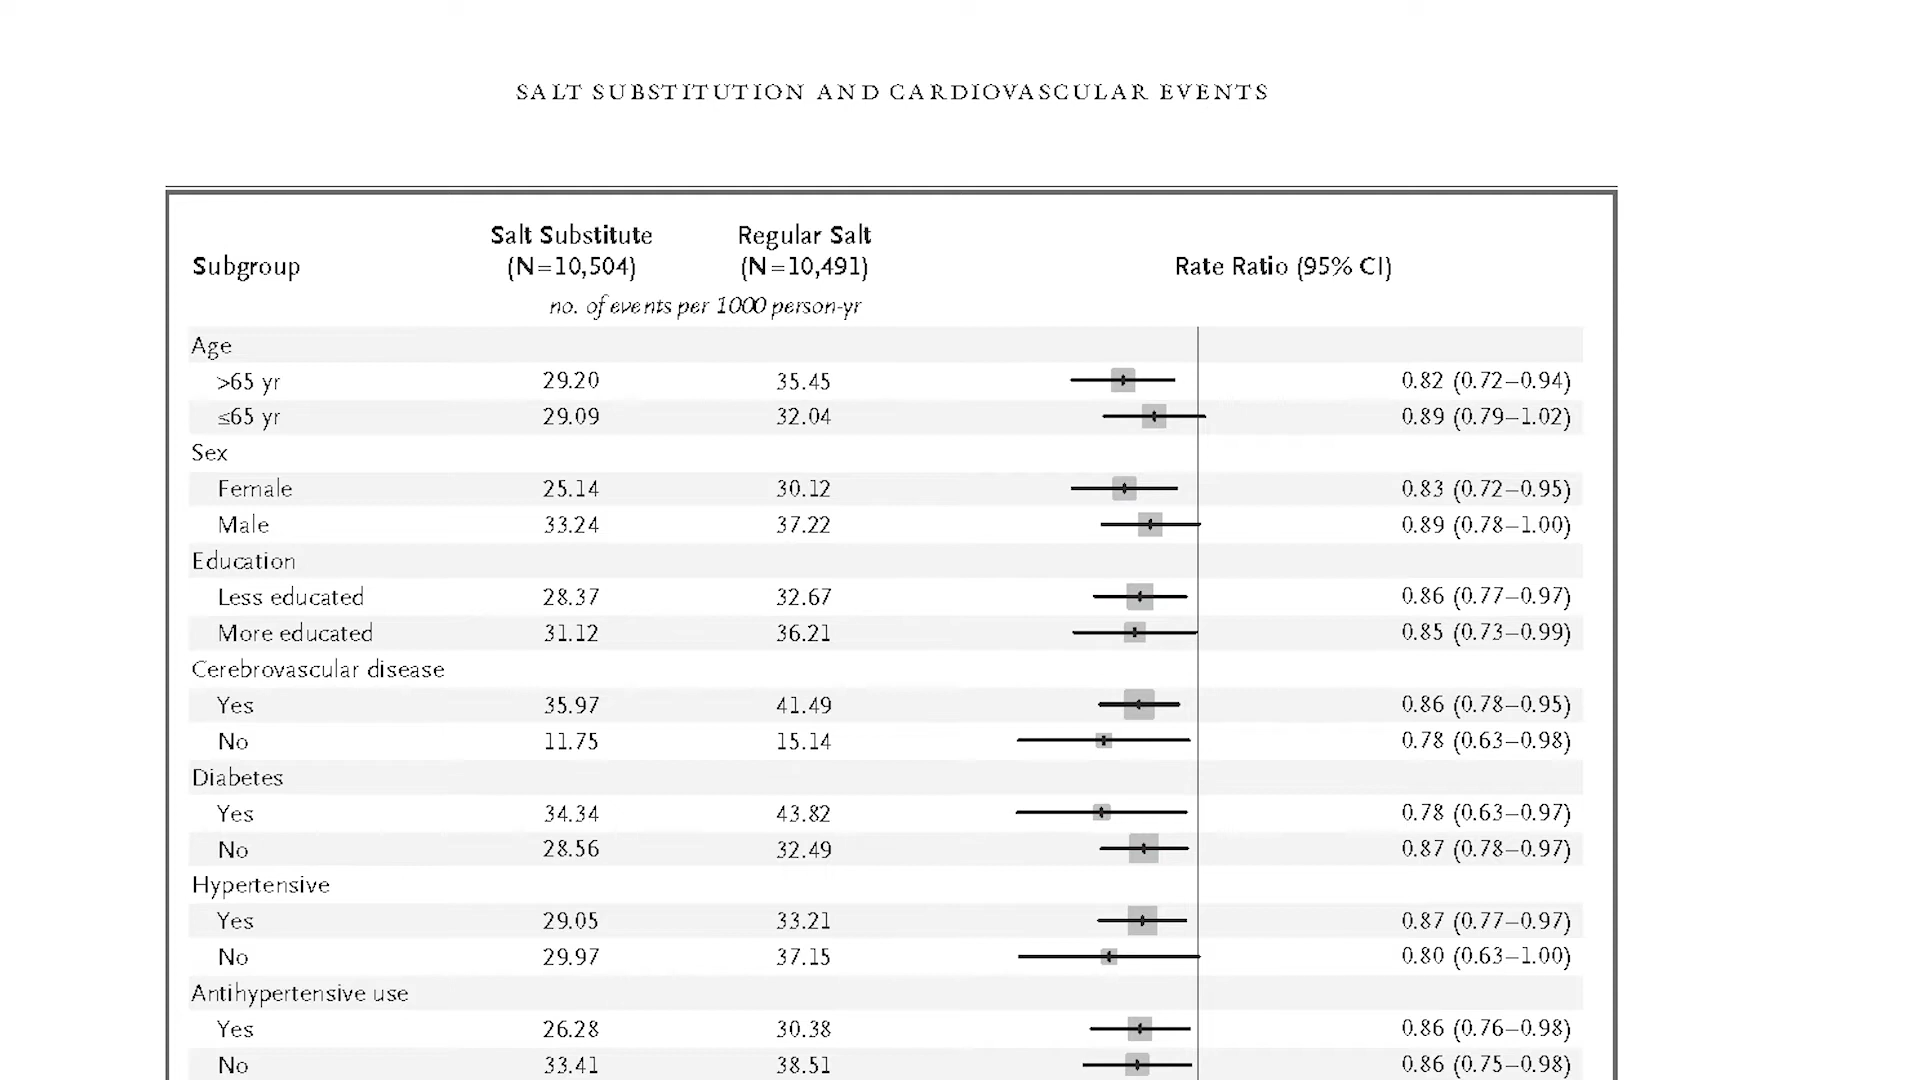 SALT SUBSTITUTION AND CARDIOVASCULAR EVENTS
Salt Substitute Regular Salt
Subgroup (N=10,504) (N=10,491) Rate Ratio (95% CI)
no. of events per 1000 person-yr
Age
>65 yr 29.20 35.45 0.82 (0.72–0.94)
≤65 yr 29.09 32.04 0.89 (0.79–1.02)
Sex
Female 25.14 30.12 0.83 (0.72–0.95)
Male 33.24 37.22 0.89 (0.78–1.00)
Education
Less educated 28.37 32.67 0.86 (0.77–0.97)
More educated 31.12 36.21 0.85 (0.73–0.99)
Cerebrovascular disease
Yes 35.97 41.49 0.86 (0.78–0.95)
No 11.75 15.14 0.78 (0.63–0.98)
Diabetes
Yes 34.34 43.82 0.78 (0.63–0.97)
No 28.56 32.49 0.87 (0.78–0.97)
Hypertensive
Yes 29.05 33.21 0.87 (0.77–0.97)
No 29.97 37.15 0.80 (0.63–1.00)
Antihypertensive use
Yes 26.28 30.38 0.86 (0.76–0.98)
No 33.41 38.51 0.86 (0.75–0.98)